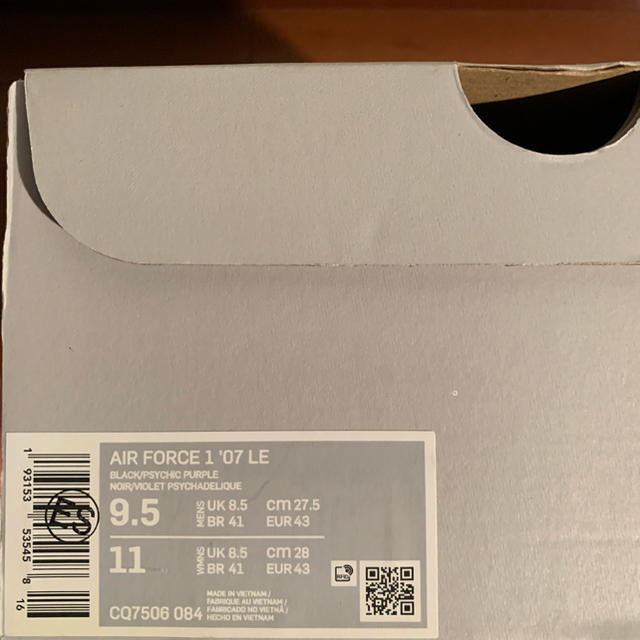 AIR FORCE 1 '07 LE
BLACK/PSYCHIC PURPLE
NOIR/VIOLET PSYCHADELIQUE
9.5 MENS UK 8.5 cm 27.5
BR 41 EUR 43
11 WMNS UK 8.5 cm 28
BR 41 EUR 43
RFID
CQ7506 084
MADE IN VIETNAM /
FABRIQUE AU VIETNAM /
FABRICADO NO VIETNÃ /
HECHO EN VIETNAM
1 93153 53545 8
16